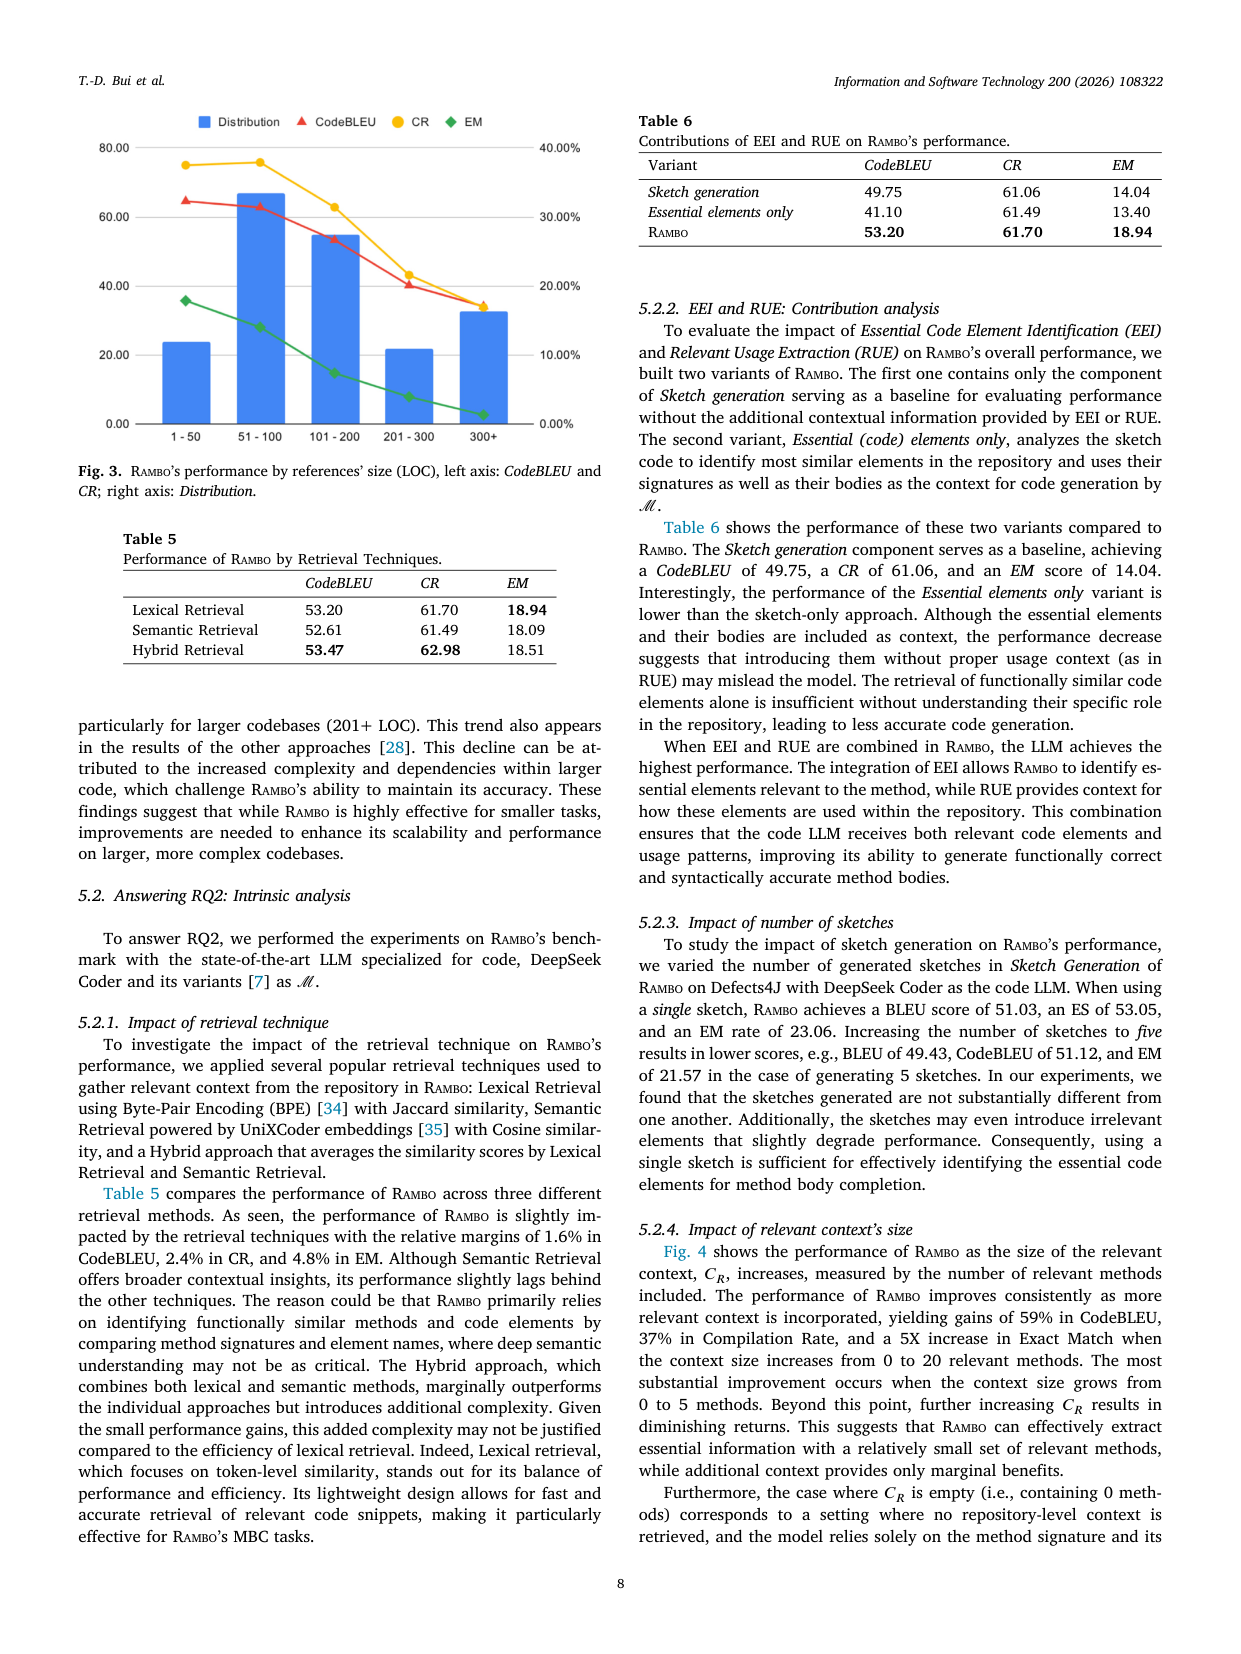 T.-D. Bui et al.
Information and Software Technology 200 (2026) 108322
Distribution CodeBLEU CR EM
80.00 40.00%
60.00 30.00%
40.00 20.00%
20.00 10.00%
0.00 0.00%
1 - 50 51 - 100 101 - 200 201 - 300 300+
Fig. 3. RAMBO's performance by references' size (LOC), left axis: CodeBLEU and
CR; right axis: Distribution.
Table 5
Performance of RAMBO by Retrieval Techniques.
CodeBLEU CR EM
Lexical Retrieval 53.20 61.70 18.94
Semantic Retrieval 52.61 61.49 18.09
Hybrid Retrieval 53.47 62.98 18.51
particularly for larger codebases (201+ LOC). This trend also appears
in the results of the other approaches [28]. This decline can be at-
tributed to the increased complexity and dependencies within larger
code, which challenge RAMBO's ability to maintain its accuracy. These
findings suggest that while RAMBO is highly effective for smaller tasks,
improvements are needed to enhance its scalability and performance
on larger, more complex codebases.
5.2. Answering RQ2: Intrinsic analysis
To answer RQ2, we performed the experiments on RAMBO's bench-
mark with the state-of-the-art LLM specialized for code, DeepSeek
Coder and its variants [7] as ℳ.
5.2.1. Impact of retrieval technique
To investigate the impact of the retrieval technique on RAMBO's
performance, we applied several popular retrieval techniques used to
gather relevant context from the repository in RAMBO: Lexical Retrieval
using Byte-Pair Encoding (BPE) [34] with Jaccard similarity, Semantic
Retrieval powered by UniXCoder embeddings [35] with Cosine similar-
ity, and a Hybrid approach that averages the similarity scores by Lexical
Retrieval and Semantic Retrieval.
Table 5 compares the performance of RAMBO across three different
retrieval methods. As seen, the performance of RAMBO is slightly im-
pacted by the retrieval techniques with the relative margins of 1.6% in
CodeBLEU, 2.4% in CR, and 4.8% in EM. Although Semantic Retrieval
offers broader contextual insights, its performance slightly lags behind
the other techniques. The reason could be that RAMBO primarily relies
on identifying functionally similar methods and code elements by
comparing method signatures and element names, where deep semantic
understanding may not be as critical. The Hybrid approach, which
combines both lexical and semantic methods, marginally outperforms
the individual approaches but introduces additional complexity. Given
the small performance gains, this added complexity may not be justified
compared to the efficiency of lexical retrieval. Indeed, Lexical retrieval,
which focuses on token-level similarity, stands out for its balance of
performance and efficiency. Its lightweight design allows for fast and
accurate retrieval of relevant code snippets, making it particularly
effective for RAMBO's MBC tasks.
Table 6
Contributions of EEI and RUE on RAMBO's performance.
Variant CodeBLEU CR EM
Sketch generation 49.75 61.06 14.04
Essential elements only 41.10 61.49 13.40
RAMBO 53.20 61.70 18.94
5.2.2. EEI and RUE: Contribution analysis
To evaluate the impact of Essential Code Element Identification (EEI)
and Relevant Usage Extraction (RUE) on RAMBO's overall performance, we
built two variants of RAMBO. The first one contains only the component
of Sketch generation serving as a baseline for evaluating performance
without the additional contextual information provided by EEI or RUE.
The second variant, Essential (code) elements only, analyzes the sketch
code to identify most similar elements in the repository and uses their
signatures as well as their bodies as the context for code generation by
ℳ.
Table 6 shows the performance of these two variants compared to
RAMBO. The Sketch generation component serves as a baseline, achieving
a CodeBLEU of 49.75, a CR of 61.06, and an EM score of 14.04.
Interestingly, the performance of the Essential elements only variant is
lower than the sketch-only approach. Although the essential elements
and their bodies are included as context, the performance decrease
suggests that introducing them without proper usage context (as in
RUE) may mislead the model. The retrieval of functionally similar code
elements alone is insufficient without understanding their specific role
in the repository, leading to less accurate code generation.
When EEI and RUE are combined in RAMBO, the LLM achieves the
highest performance. The integration of EEI allows RAMBO to identify es-
sential elements relevant to the method, while RUE provides context for
how these elements are used within the repository. This combination
ensures that the code LLM receives both relevant code elements and
usage patterns, improving its ability to generate functionally correct
and syntactically accurate method bodies.
5.2.3. Impact of number of sketches
To study the impact of sketch generation on RAMBO's performance,
we varied the number of generated sketches in Sketch Generation of
RAMBO on Defects4J with DeepSeek Coder as the code LLM. When using
a single sketch, RAMBO achieves a BLEU score of 51.03, an ES of 53.05,
and an EM rate of 23.06. Increasing the number of sketches to five
results in lower scores, e.g., BLEU of 49.43, CodeBLEU of 51.12, and EM
of 21.57 in the case of generating 5 sketches. In our experiments, we
found that the sketches generated are not substantially different from
one another. Additionally, the sketches may even introduce irrelevant
elements that slightly degrade performance. Consequently, using a
single sketch is sufficient for effectively identifying the essential code
elements for method body completion.
5.2.4. Impact of relevant context's size
Fig. 4 shows the performance of RAMBO as the size of the relevant
context, C_R, increases, measured by the number of relevant methods
included. The performance of RAMBO improves consistently as more
relevant context is incorporated, yielding gains of 59% in CodeBLEU,
37% in Compilation Rate, and a 5X increase in Exact Match when
the context size increases from 0 to 20 relevant methods. The most
substantial improvement occurs when the context size grows from
0 to 5 methods. Beyond this point, further increasing C_R results in
diminishing returns. This suggests that RAMBO can effectively extract
essential information with a relatively small set of relevant methods,
while additional context provides only marginal benefits.
Furthermore, the case where C_R is empty (i.e., containing 0 meth-
ods) corresponds to a setting where no repository-level context is
retrieved, and the model relies solely on the method signature and its
8